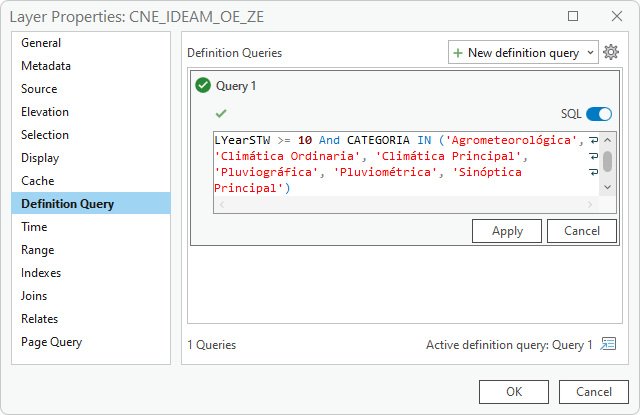 Layer Properties: CNE_IDEAM_OE_ZE
General
Metadata
Source
Elevation
Selection
Display
Cache
Definition Query
Time
Range
Indexes
Joins
Relates
Page Query
Definition Queries
New definition query
Query 1
SQL
LYearSTW >= 10 And CATEGORIA IN ('Agrometeorológica',
'Climática Ordinaria', 'Climática Principal',
'Pluviográfica', 'Pluviométrica', 'Sinóptica
Principal')
Apply
Cancel
1 Queries
Active definition query: Query 1
OK
Cancel